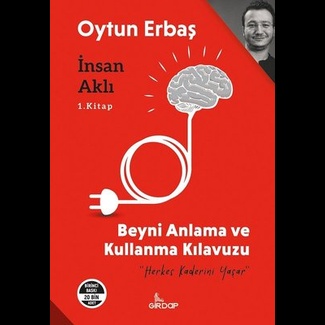 Oytun Erbaş
İnsan
Aklı
1. Kitap
Beyni Anlama ve
Kullanma Kılavuzu
"Herkes Kaderini Yaşar"
BİRİNCİ
BASKI
20 BİN
ADET
GİRDAP